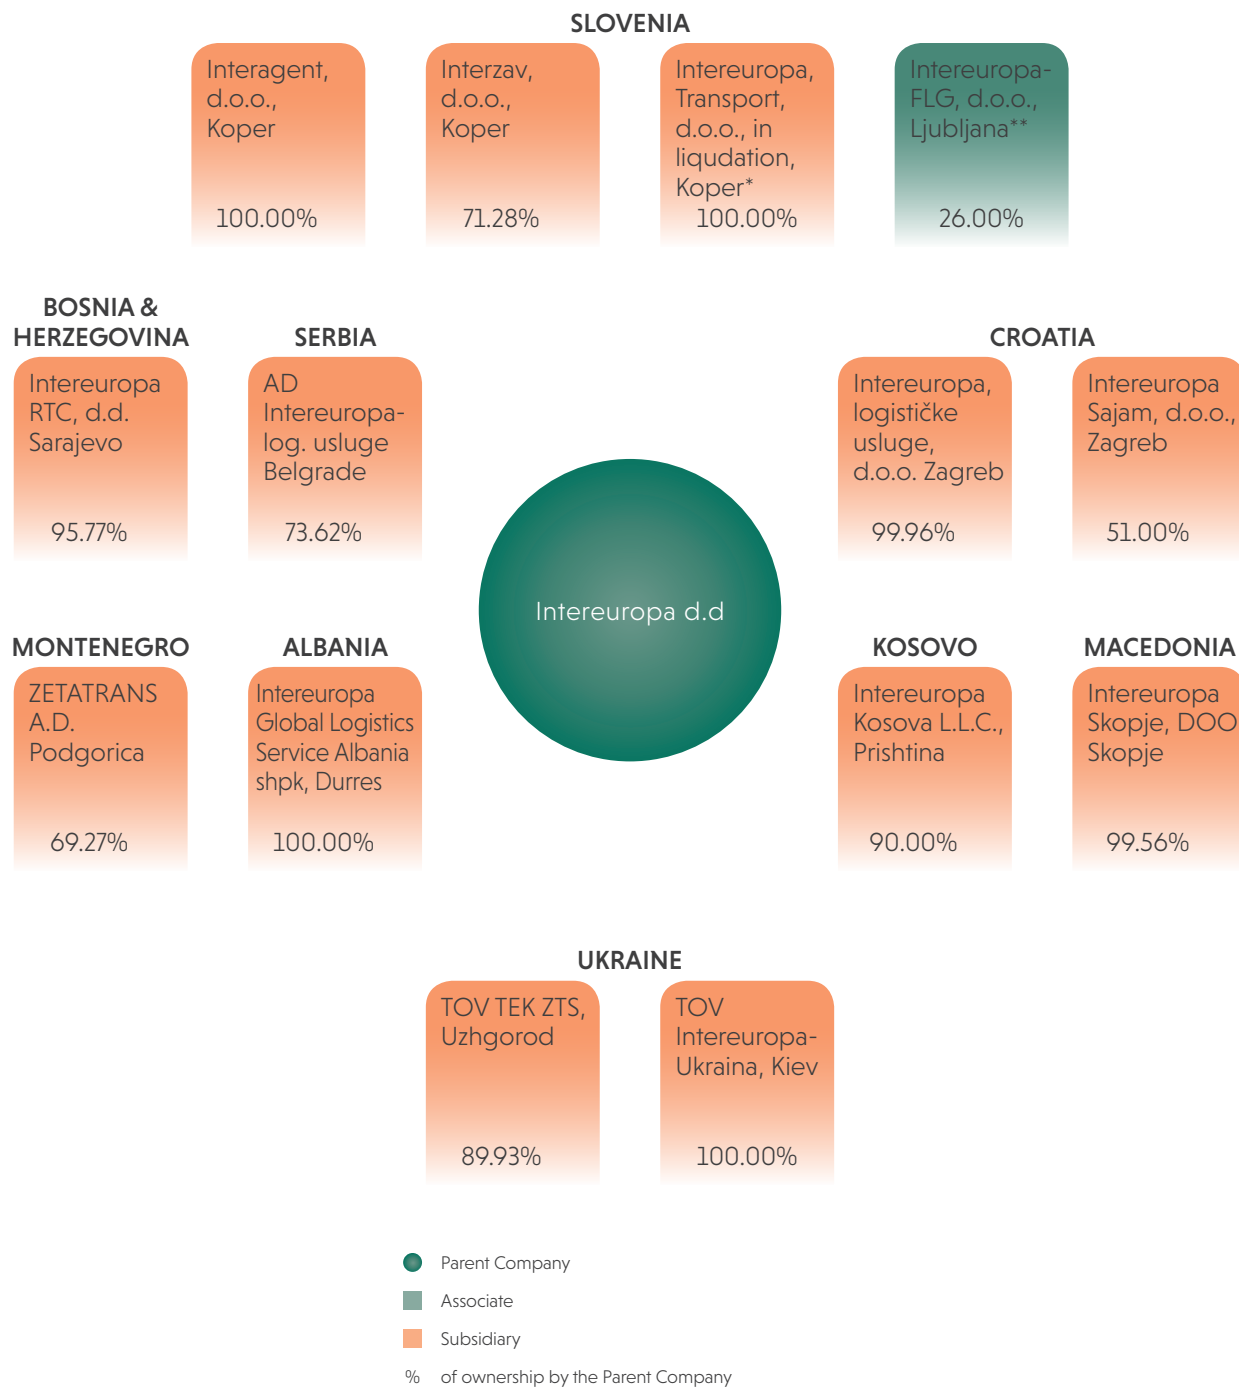 SLOVENIA
Interagent,
d.o.o.,
Koper
100.00%
Interzav,
d.o.o.,
Koper
71.28%
Intereuropa,
Transport,
d.o.o., in
liqudation,
Koper*
100.00%
Intereuropa-
FLG, d.o.o.,
Ljubljana**
26.00%
BOSNIA &
HERZEGOVINA
Intereuropa
RTC, d.d.
Sarajevo
95.77%
SERBIA
AD
Intereuropa-
log. usluge
Belgrade
73.62%
CROATIA
Intereuropa,
logističke
usluge,
d.o.o. Zagreb
99.96%
Intereuropa
Sajam, d.o.o.,
Zagreb
51.00%
Intereuropa d.d
MONTENEGRO
ZETATRANS
A.D.
Podgorica
69.27%
ALBANIA
Intereuropa
Global Logistics
Service Albania
shpk, Durres
100.00%
KOSOVO
Intereuropa
Kosova L.L.C.,
Prishtina
90.00%
MACEDONIA
Intereuropa
Skopje, DOO
Skopje
99.56%
UKRAINE
TOV TEK ZTS,
Uzhgorod
89.93%
TOV
Intereuropa-
Ukraina, Kiev
100.00%
Parent Company
Associate
Subsidiary
% of ownership by the Parent Company